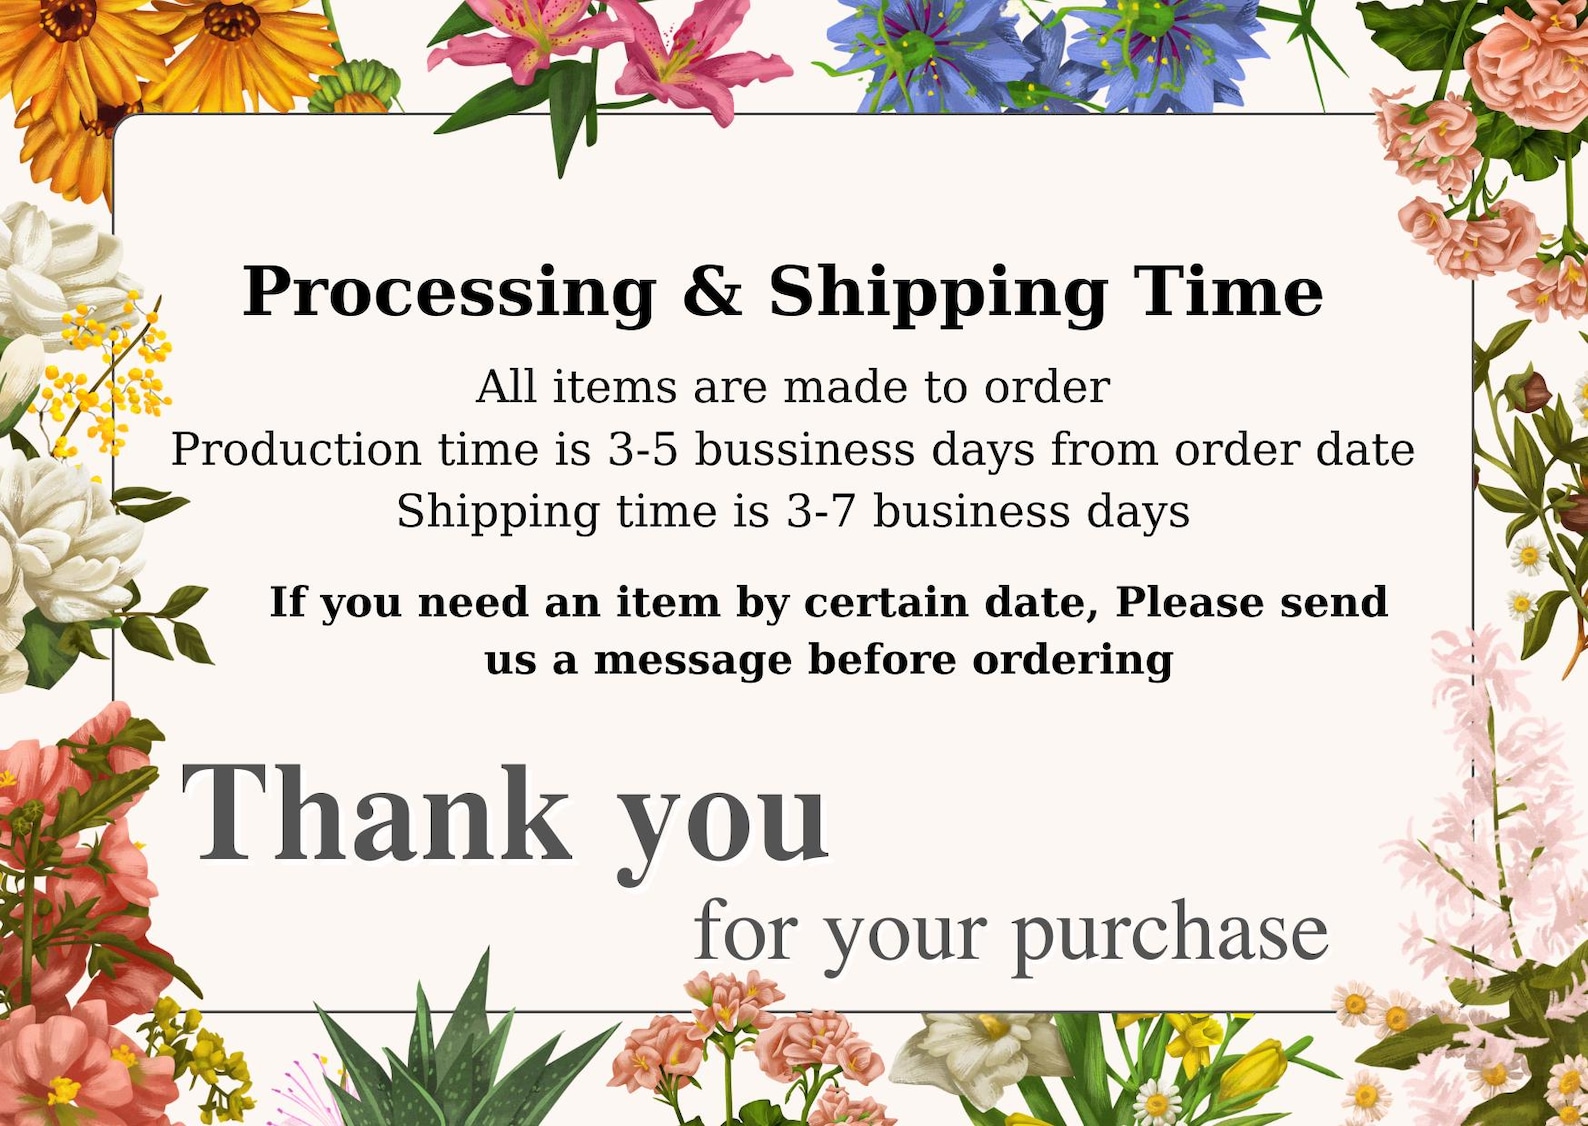 Processing & Shipping Time
All items are made to order
Production time is 3-5 bussiness days from order date
Shipping time is 3-7 business days
If you need an item by certain date, Please send
us a message before ordering
Thank you
for your purchase